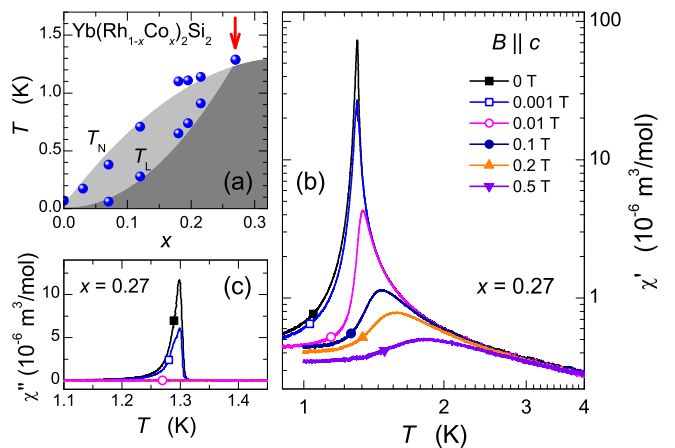 Yb(Rh1-xCox)2Si2
1.5
1.0
0.5
0.0
T (K)
TN
TL
(a)
0.0 0.1 0.2 0.3
x
x = 0.27
(c)
10
5
0
χ'' (10-6 m3/mol)
1.1 1.2 1.3 1.4
T (K)
B || c
0 T
0.001 T
0.01 T
0.1 T
0.2 T
0.5 T
(b)
x = 0.27
100
10
1
χ' (10-6 m3/mol)
1 2 3 4
T (K)